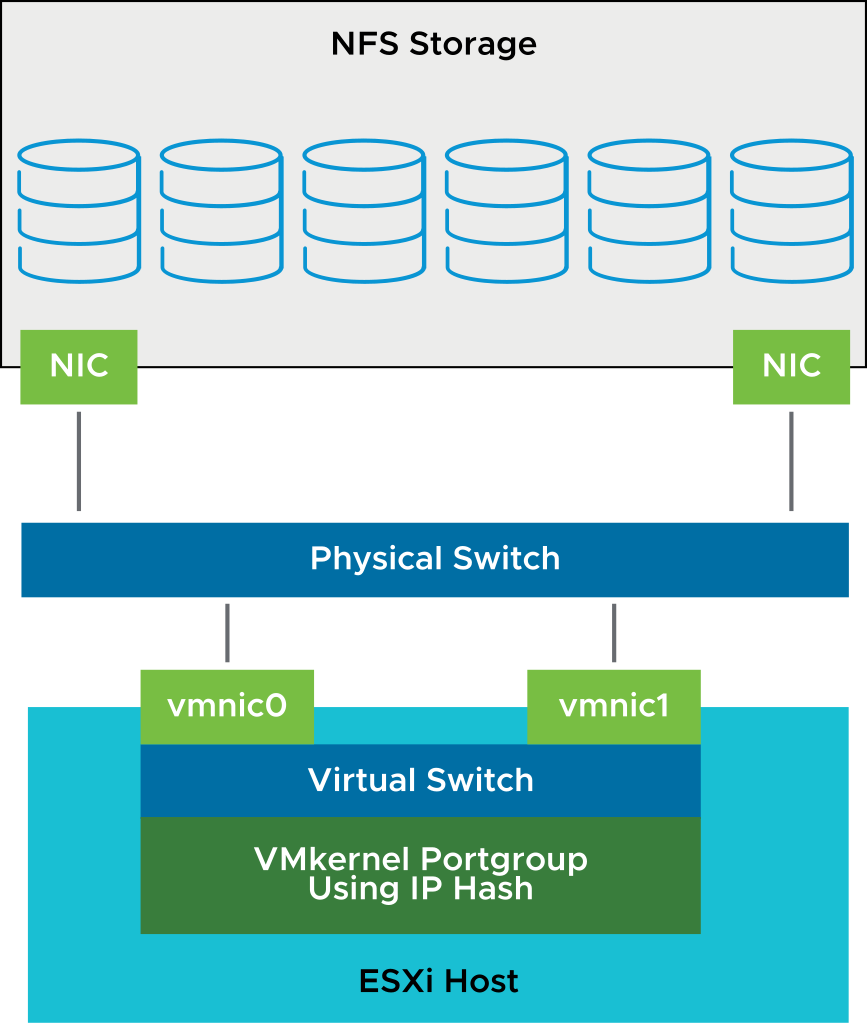 NFS Storage
NIC
NIC
Physical Switch
vmnic0
vmnic1
Virtual Switch
VMkernel Portgroup
Using IP Hash
ESXi Host